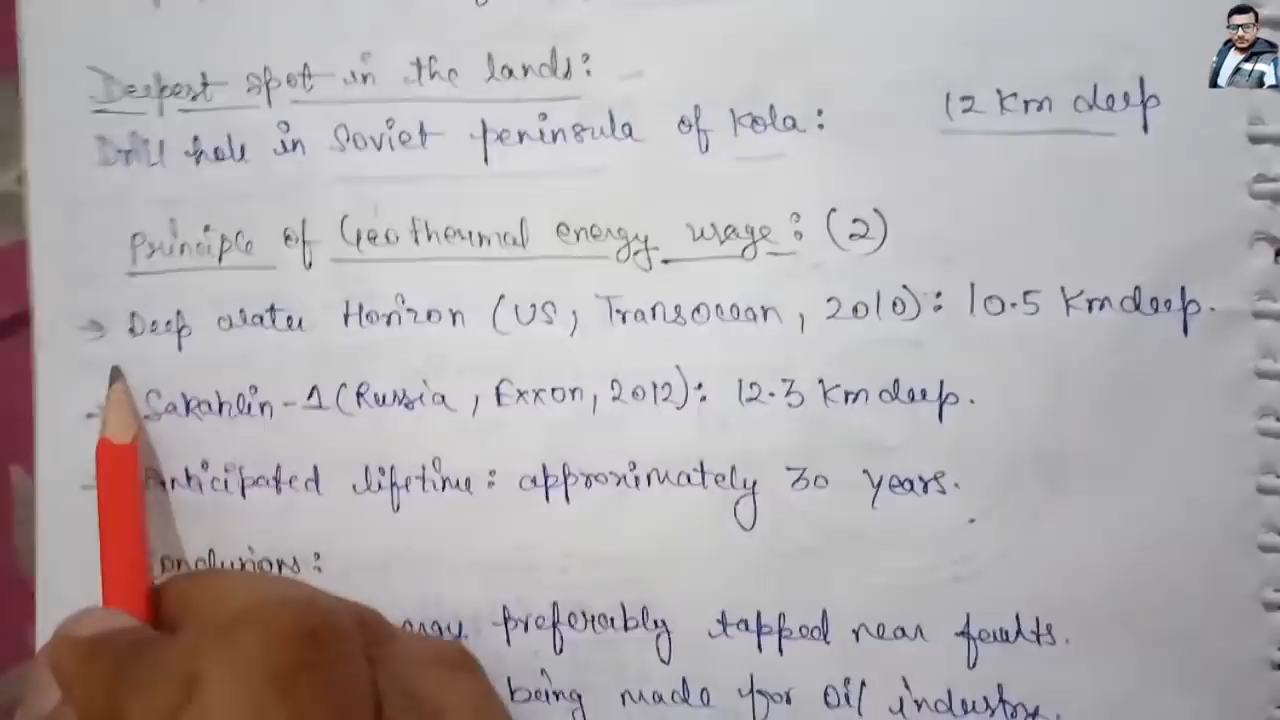 Deepest spot in the lands:
Drill hole in Soviet peninsula of Kola: 12 Km deep
Principle of Geothermal energy usage: (2)
→ Deep water Horizon (US, Transocean, 2010): 10.5 Km deep.
- Sakahlin-1 (Russia, Exxon, 2012): 12.3 Km deep.
- Anticipated lifetime: approximately 30 years.
Conclusions:
preferably tapped near faults.
being made for oil industry.